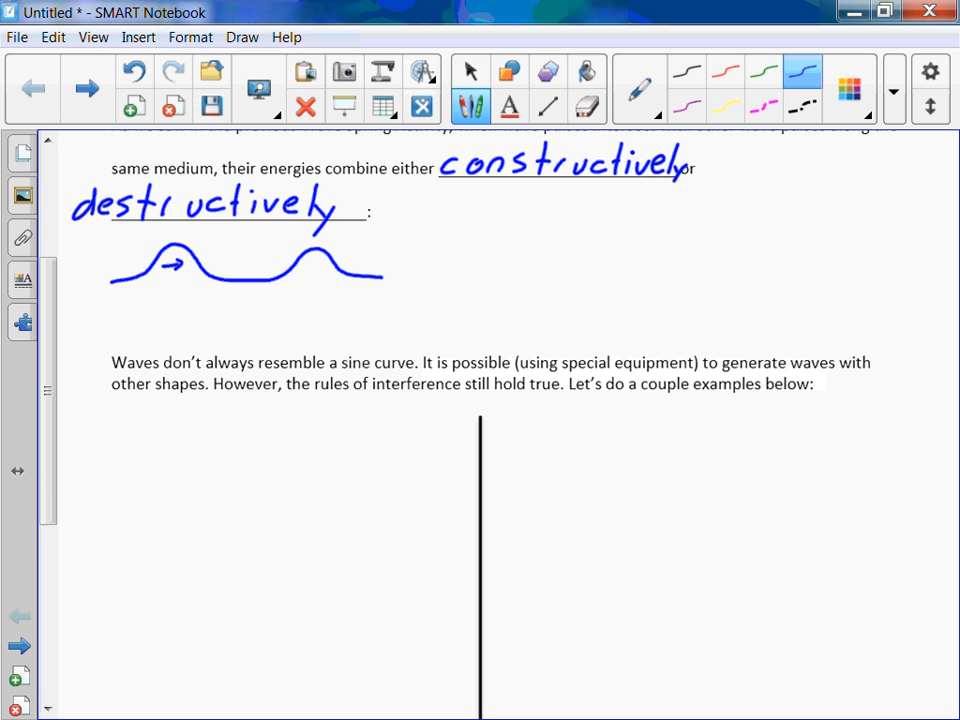 Untitled * - SMART Notebook
File Edit View Insert Format Draw Help
same medium, their energies combine either constructively or
destructively :
Waves don't always resemble a sine curve. It is possible (using special equipment) to generate waves with
other shapes. However, the rules of interference still hold true. Let's do a couple examples below: